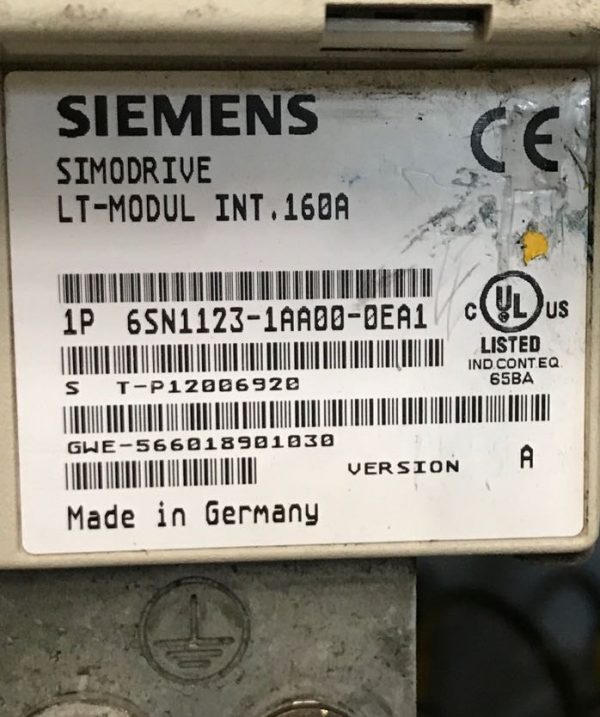 SIEMENS
CE
SIMODRIVE
LT-MODUL INT.160A
1P 6SN1123-1AA00-0EA1
C UL US
LISTED
IND.CONT.EQ.
65BA
S T-P12006920
GWE-566018901030
VERSION A
Made in Germany